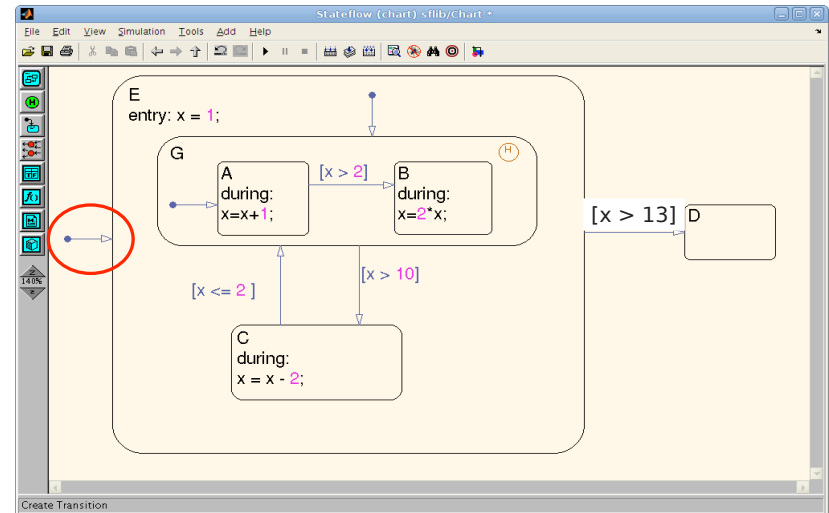 Stateflow (chart) sflib/Chart *
File Edit View Simulation Tools Add Help
E
entry: x = 1;
G
H
A
during:
x=x+1;
[x > 2]
B
during:
x=2*x;
[x > 13]
D
[x <= 2 ]
[x > 10]
C
during:
x = x - 2;
140%
Create Transition